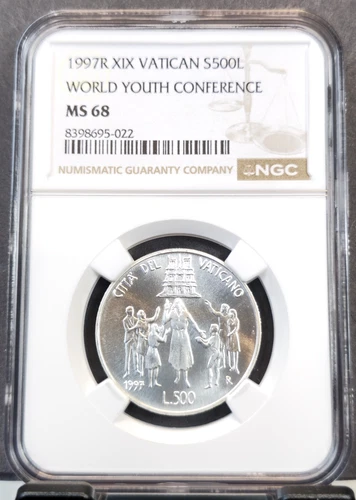 1997R XIX VATICAN S500L
WORLD YOUTH CONFERENCE
MS 68
8398695-022
NUMISMATIC GUARANTY COMPANY NGC
CITTA' DEL VATICANO
1997 R
L.500